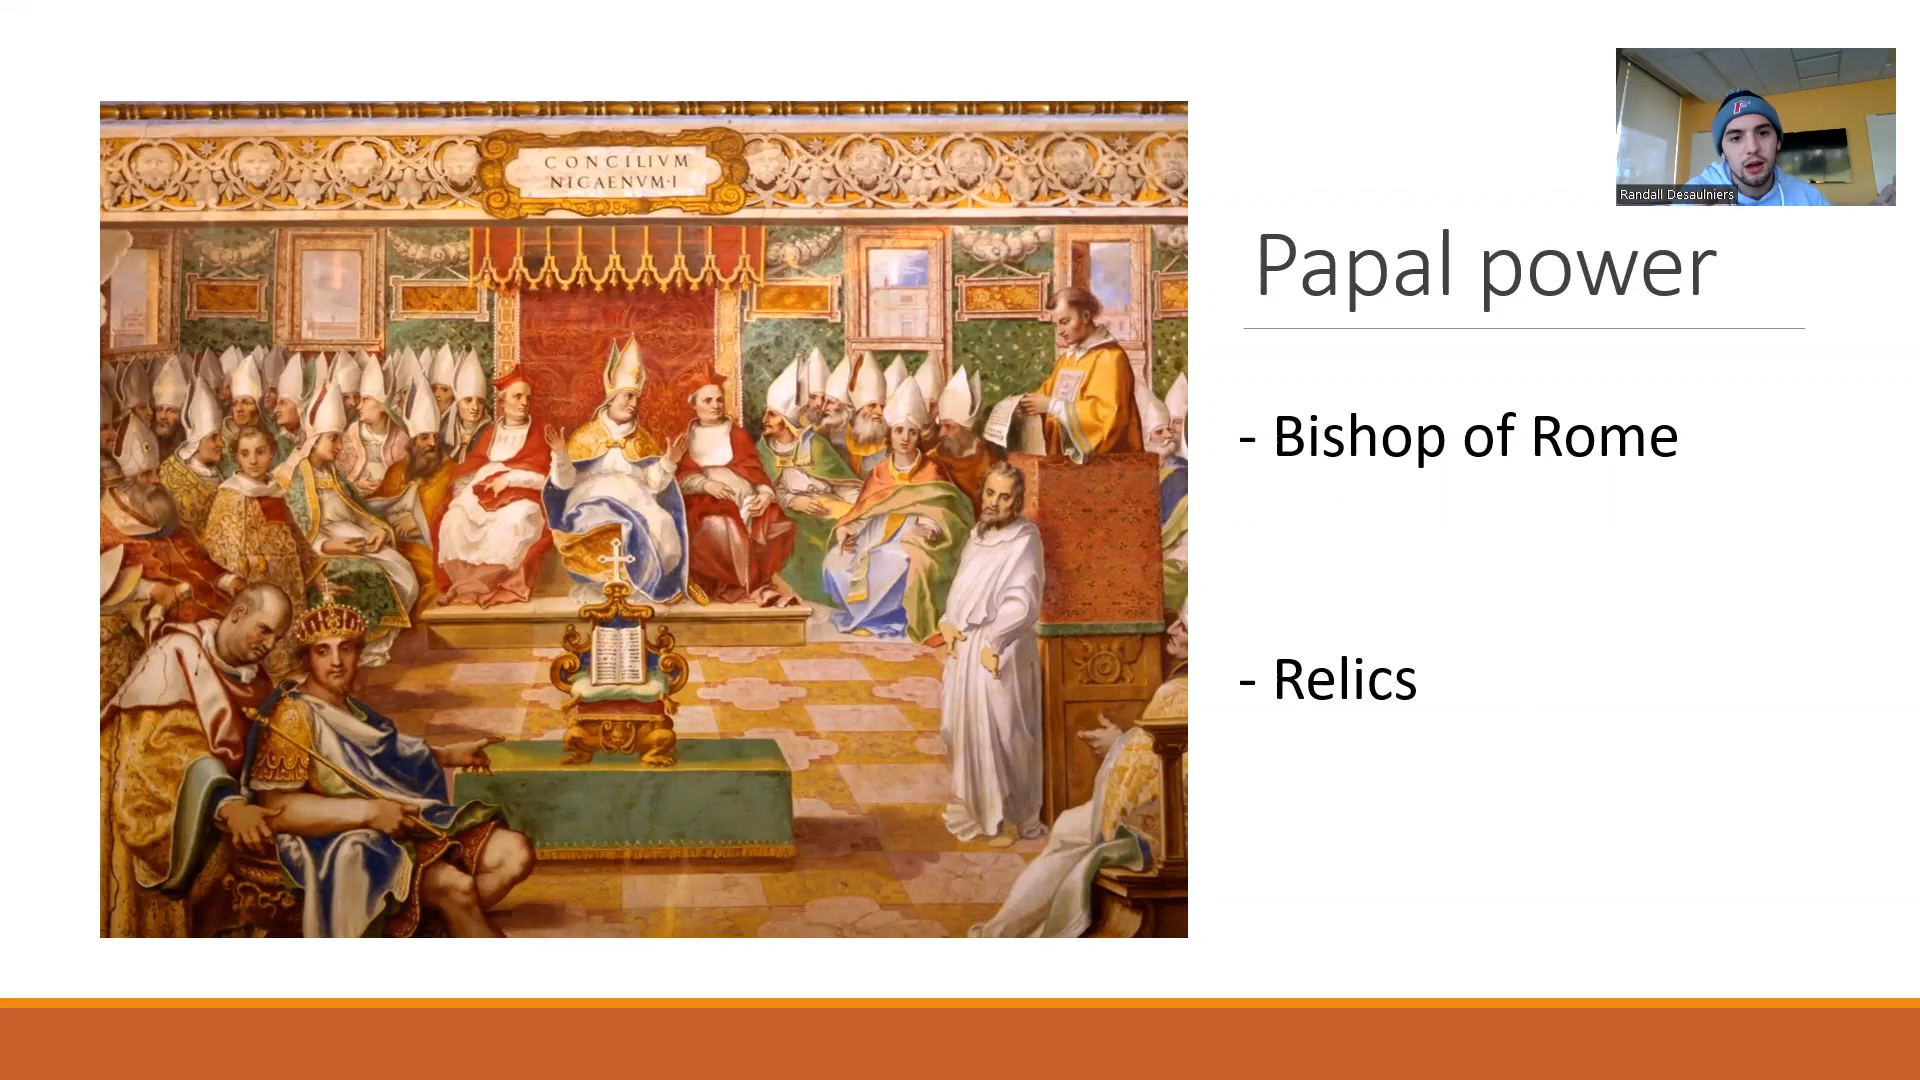 CONCILIVM
NICAENVM·I
F
Randall Desaulniers
Papal power
- Bishop of Rome
- Relics